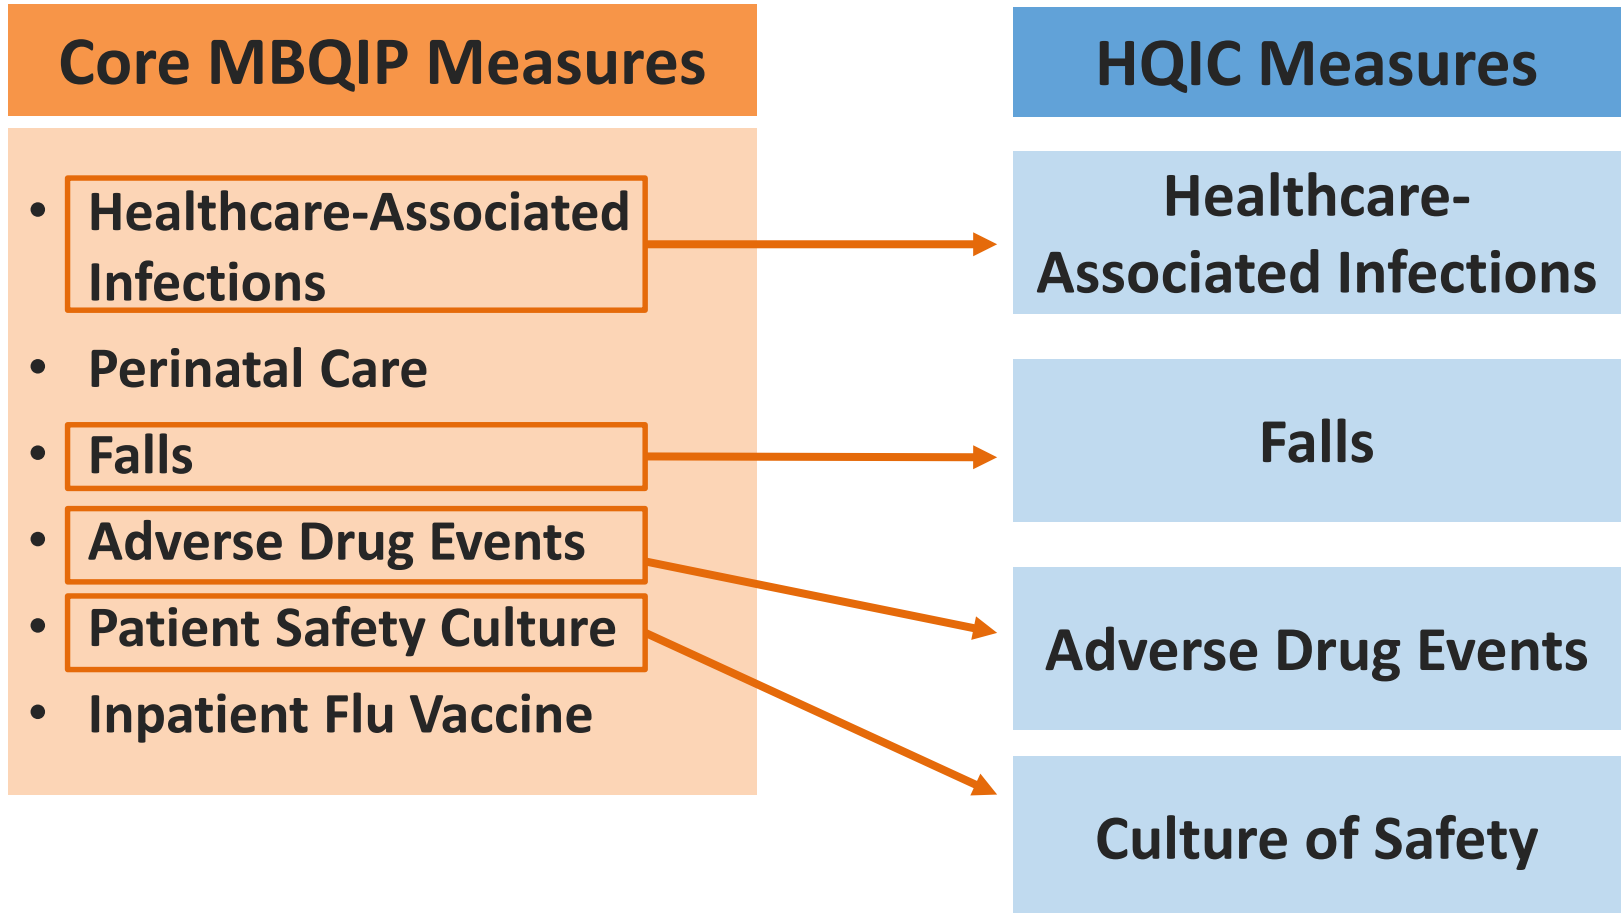 Core MBQIP Measures
• Healthcare-Associated
Infections
• Perinatal Care
• Falls
• Adverse Drug Events
• Patient Safety Culture
• Inpatient Flu Vaccine
HQIC Measures
Healthcare-
Associated Infections
Falls
Adverse Drug Events
Culture of Safety